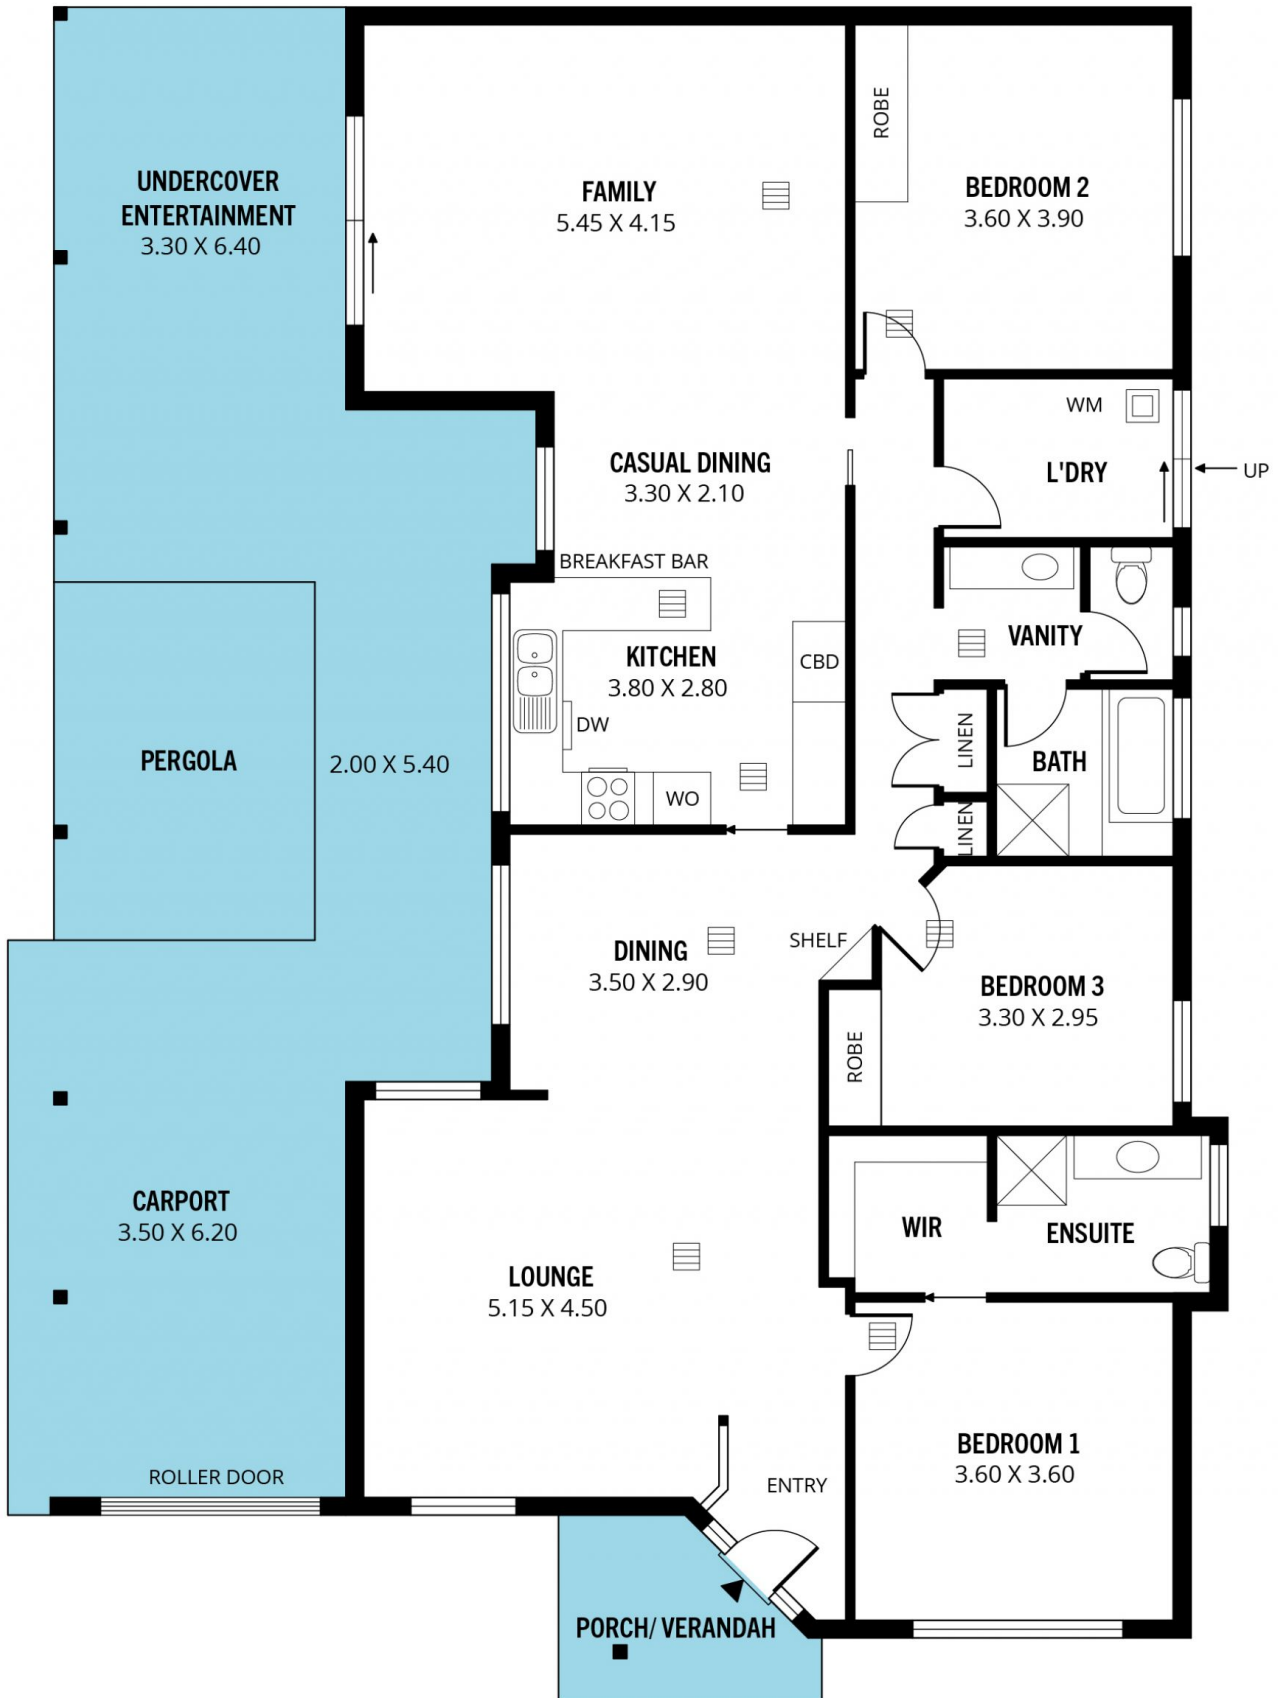 UNDERCOVER
ENTERTAINMENT
3.30 X 6.40
FAMILY
5.45 X 4.15
ROBE
BEDROOM 2
3.60 X 3.90
WM
L'DRY
UP
CASUAL DINING
3.30 X 2.10
BREAKFAST BAR
KITCHEN
3.80 X 2.80
CBD
DW
WO
VANITY
LINEN
BATH
LINEN
PERGOLA
2.00 X 5.40
DINING
3.50 X 2.90
SHELF
BEDROOM 3
3.30 X 2.95
ROBE
CARPORT
3.50 X 6.20
WIR
ENSUITE
LOUNGE
5.15 X 4.50
BEDROOM 1
3.60 X 3.60
ROLLER DOOR
ENTRY
PORCH/ VERANDAH